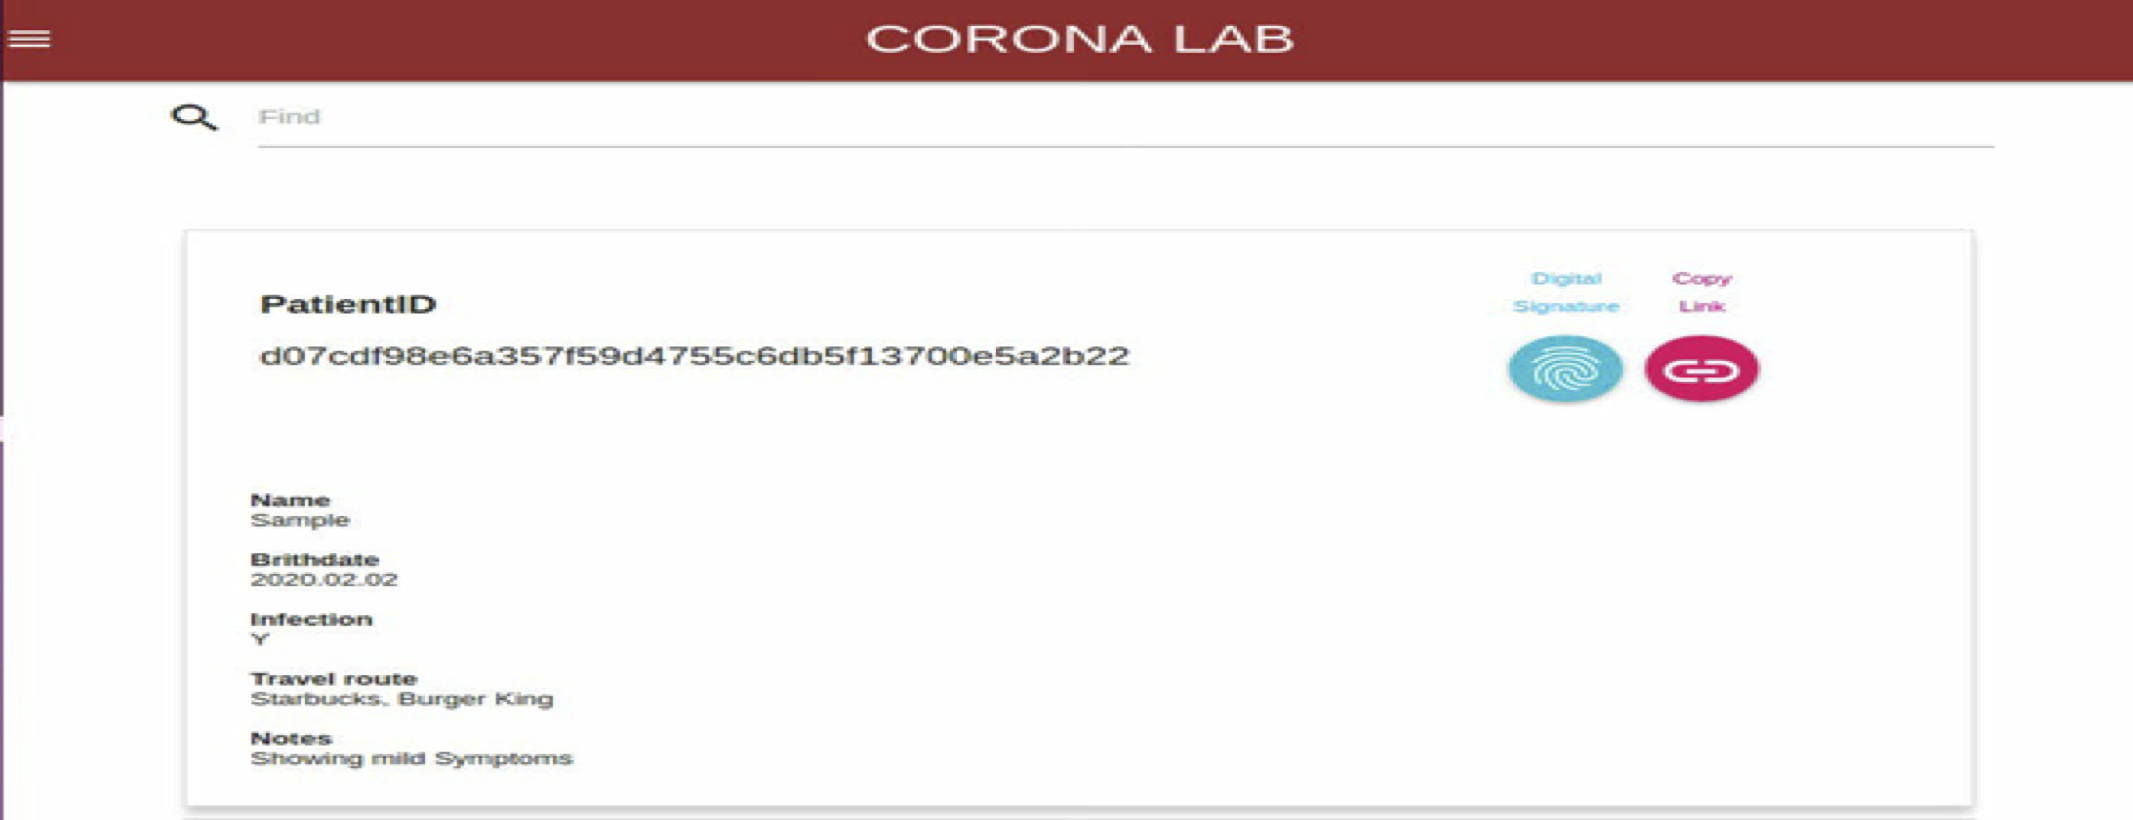 CORONA LAB
Find
Digital
Signature
Copy
Link
PatientID
d07cdf98e6a357f59d4755c6db5f13700e5a2b22
Name
Sample
Brithdate
2020.02.02
Infection
Y
Travel route
Starbucks, Burger King
Notes
Showing mild Symptoms